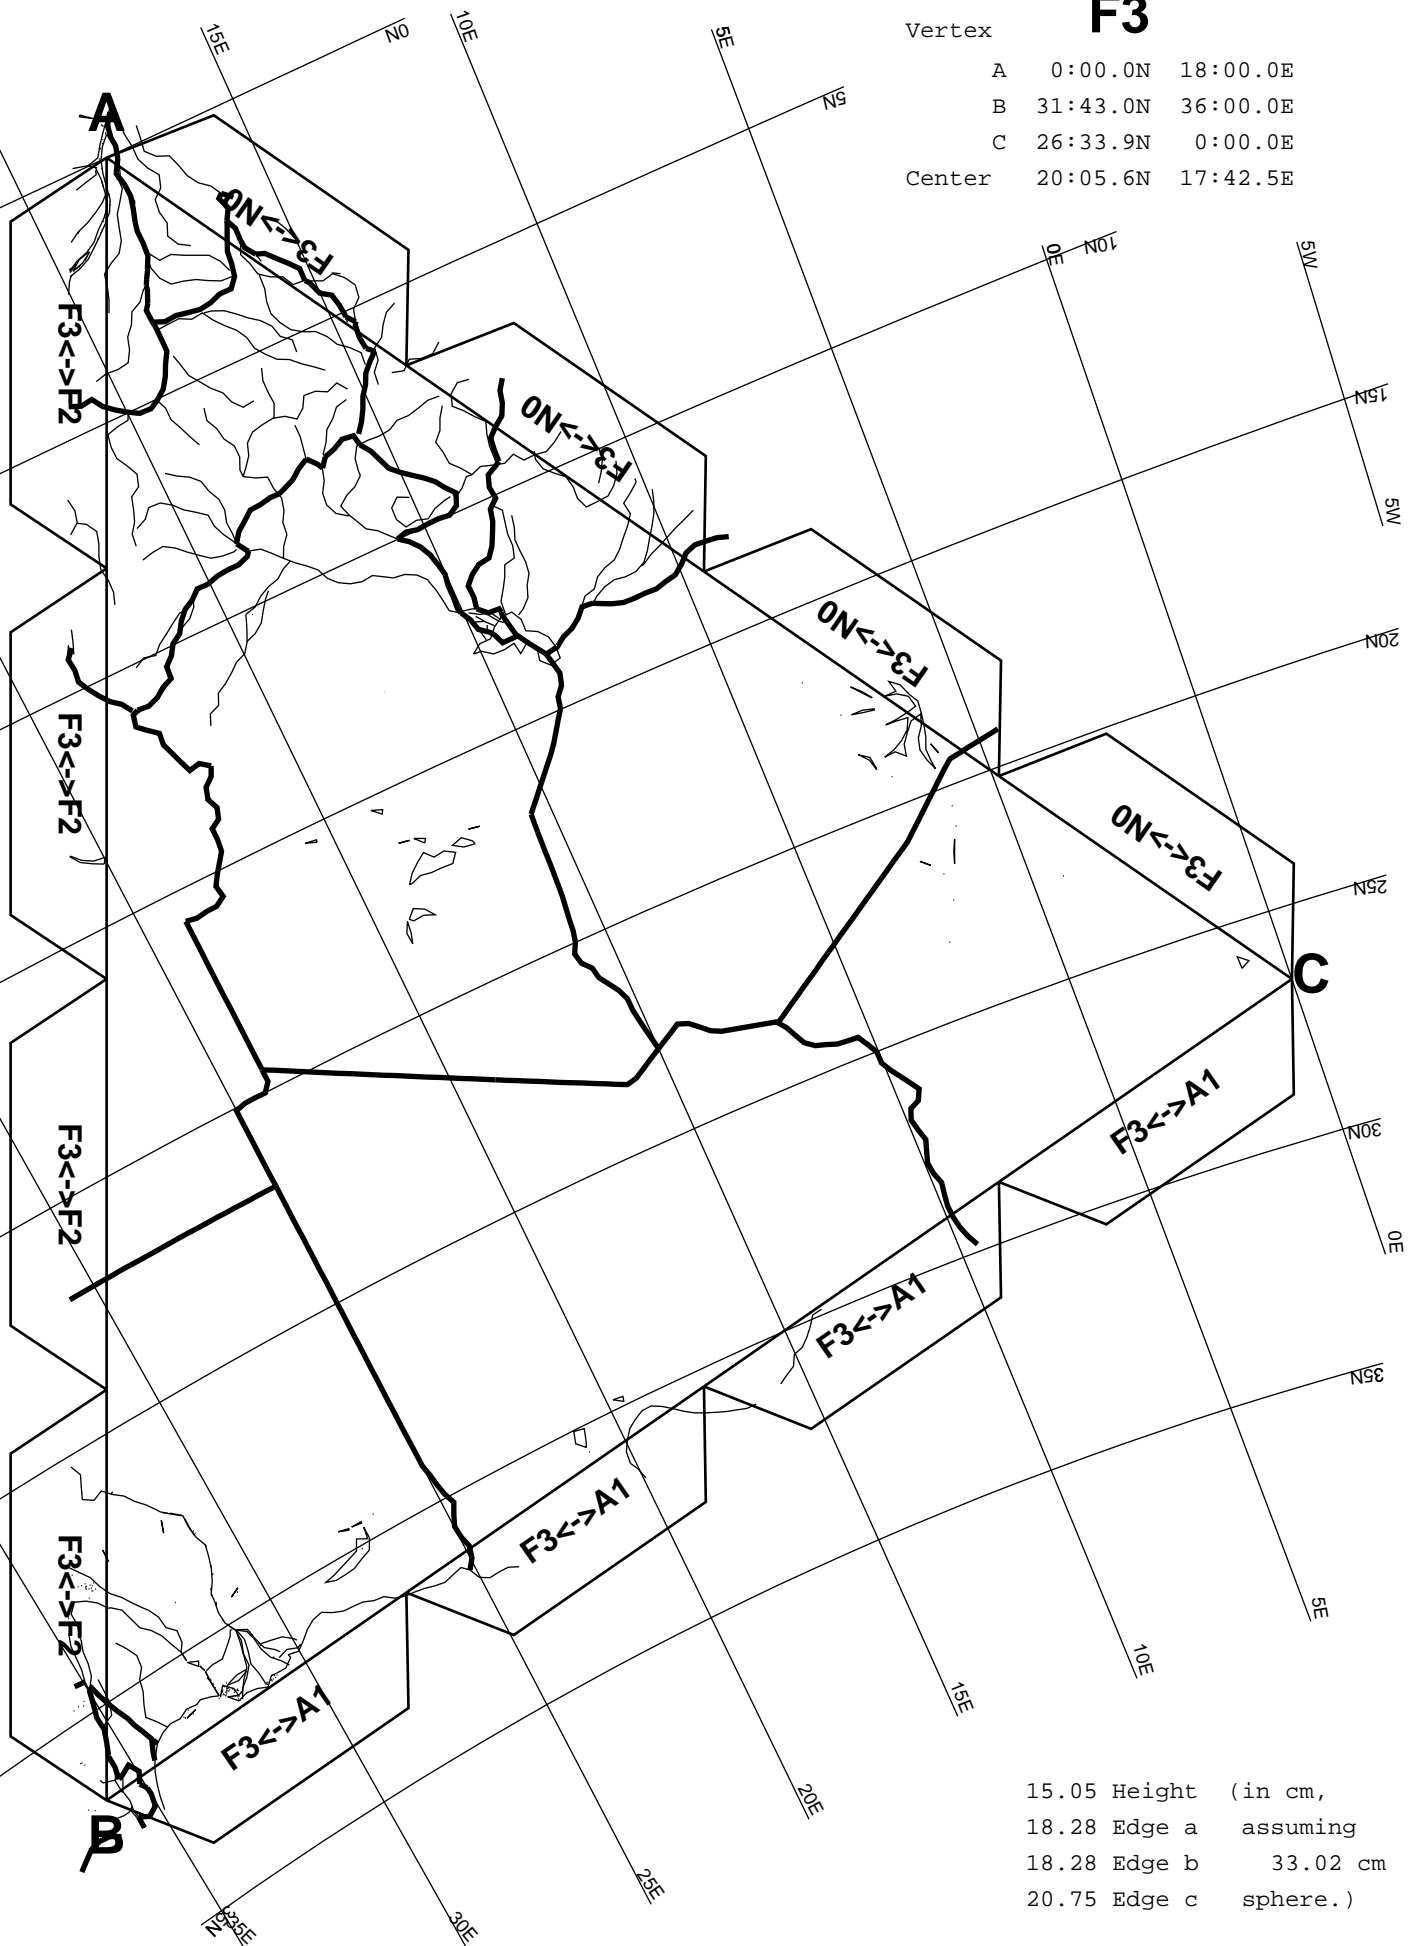 F3
Vertex
A 0:00.0N 18:00.0E
B 31:43.0N 36:00.0E
C 26:33.9N 0:00.0E
Center 20:05.6N 17:42.5E
15E
0N
10E
5E
5N
A
F3<->N0
0E
10N
5W
F3<->F2
15N
F3<->N0
5W
F3<->N0
20N
F3<->F2
F3<->N0
25N
C
F3<->A1
30N
F3<->F2
0E
F3<->A1
35N
F3<->A1
F3<->F2
5E
10E
15E
F3<->A1
20E
B
25E
30E
35E
15.05 Height (in cm,
18.28 Edge a assuming
18.28 Edge b 33.02 cm
20.75 Edge c sphere.)